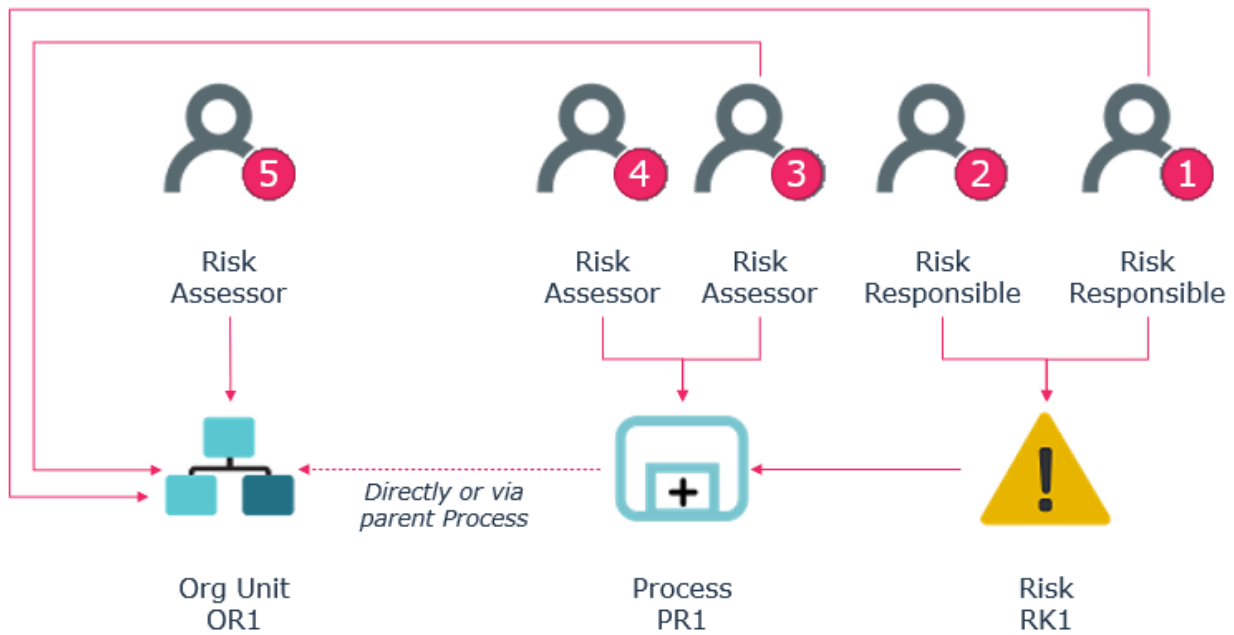 5
4
3
2
1
Risk
Assessor
Risk
Assessor
Risk
Assessor
Risk
Responsible
Risk
Responsible
Directly or via
parent Process
Org Unit
OR1
Process
PR1
Risk
RK1